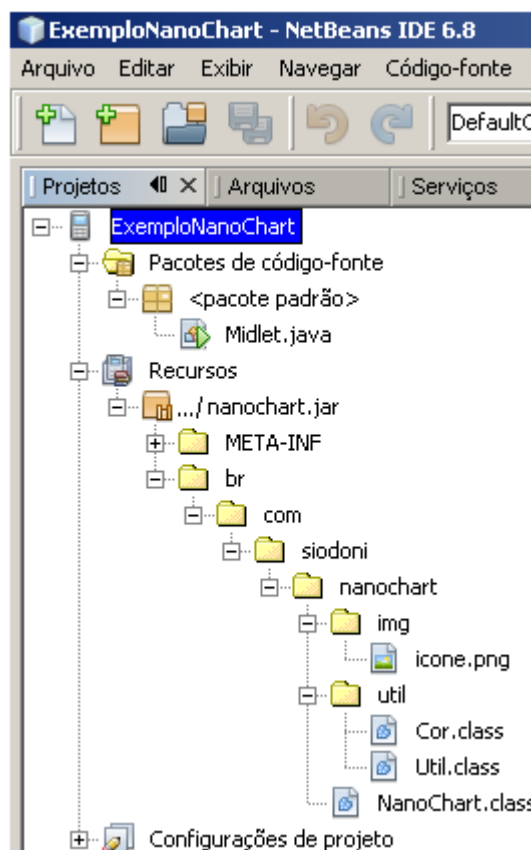 ExemploNanoChart - NetBeans IDE 6.8
Arquivo Editar Exibir Navegar Código-fonte
DefaultC
Projetos Arquivos Serviços
ExemploNanoChart
Pacotes de código-fonte
<pacote padrão>
Midlet.java
Recursos
.../nanochart.jar
META-INF
br
com
siodoni
nanochart
img
icone.png
util
Cor.class
Util.class
NanoChart.class
Configurações de projeto